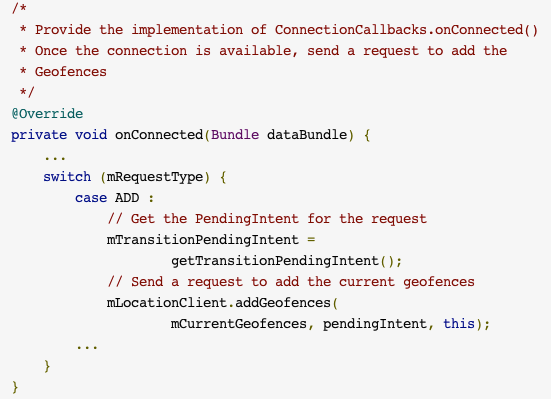 /*
 * Provide the implementation of ConnectionCallbacks.onConnected()
 * Once the connection is available, send a request to add the
 * Geofences
 */
@Override
private void onConnected(Bundle dataBundle) {
    ...
    switch (mRequestType) {
        case ADD :
            // Get the PendingIntent for the request
            mTransitionPendingIntent =
                    getTransitionPendingIntent();
            // Send a request to add the current geofences
            mLocationClient.addGeofences(
                    mCurrentGeofences, pendingIntent, this);
        ...
    }
}